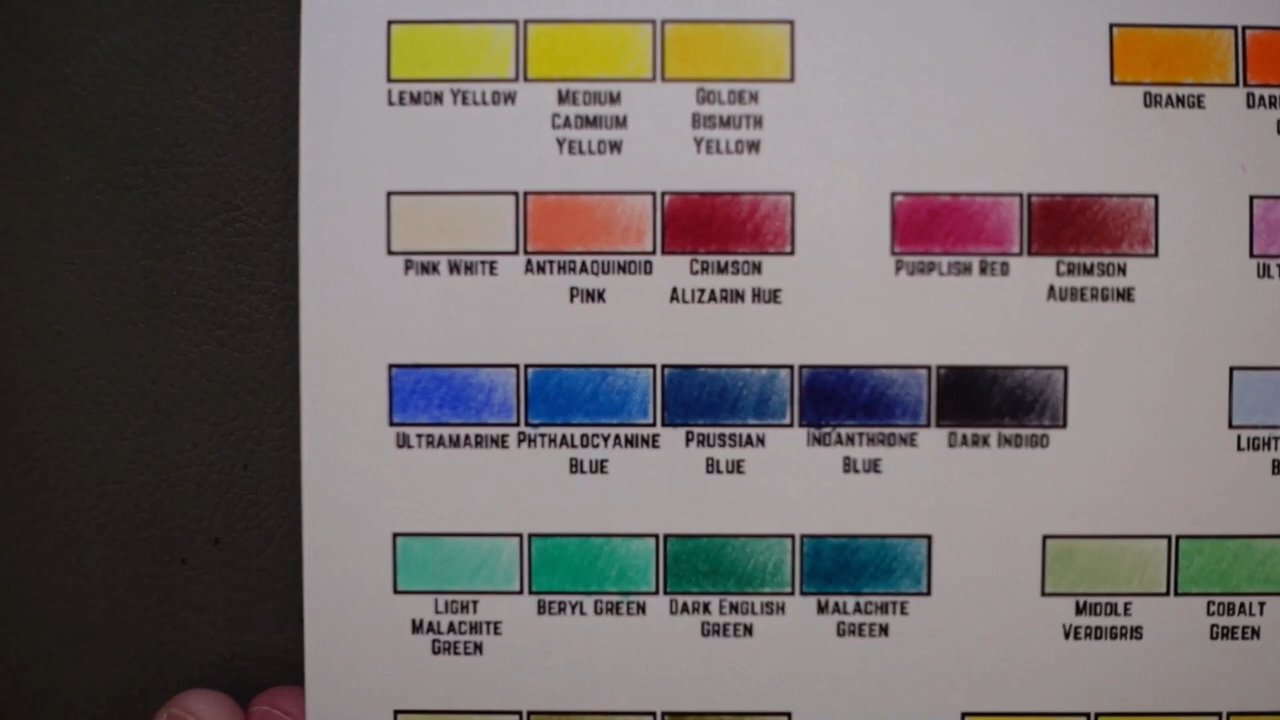 LEMON YELLOW
MEDIUM
CADMIUM
YELLOW
GOLDEN
BISMUTH
YELLOW
ORANGE
PINK WHITE
ANTHRAQUINOID
PINK
CRIMSON
ALIZARIN HUE
PURPLISH RED
CRIMSON
AUBERGINE
ULTRAMARINE
PHTHALOCYANINE
BLUE
PRUSSIAN
BLUE
INDANTHRONE
BLUE
DARK INDIGO
LIGHT
LIGHT
MALACHITE
GREEN
BERYL GREEN
DARK ENGLISH
GREEN
MALACHITE
GREEN
MIDDLE
VERDIGRIS
COBALT
GREEN